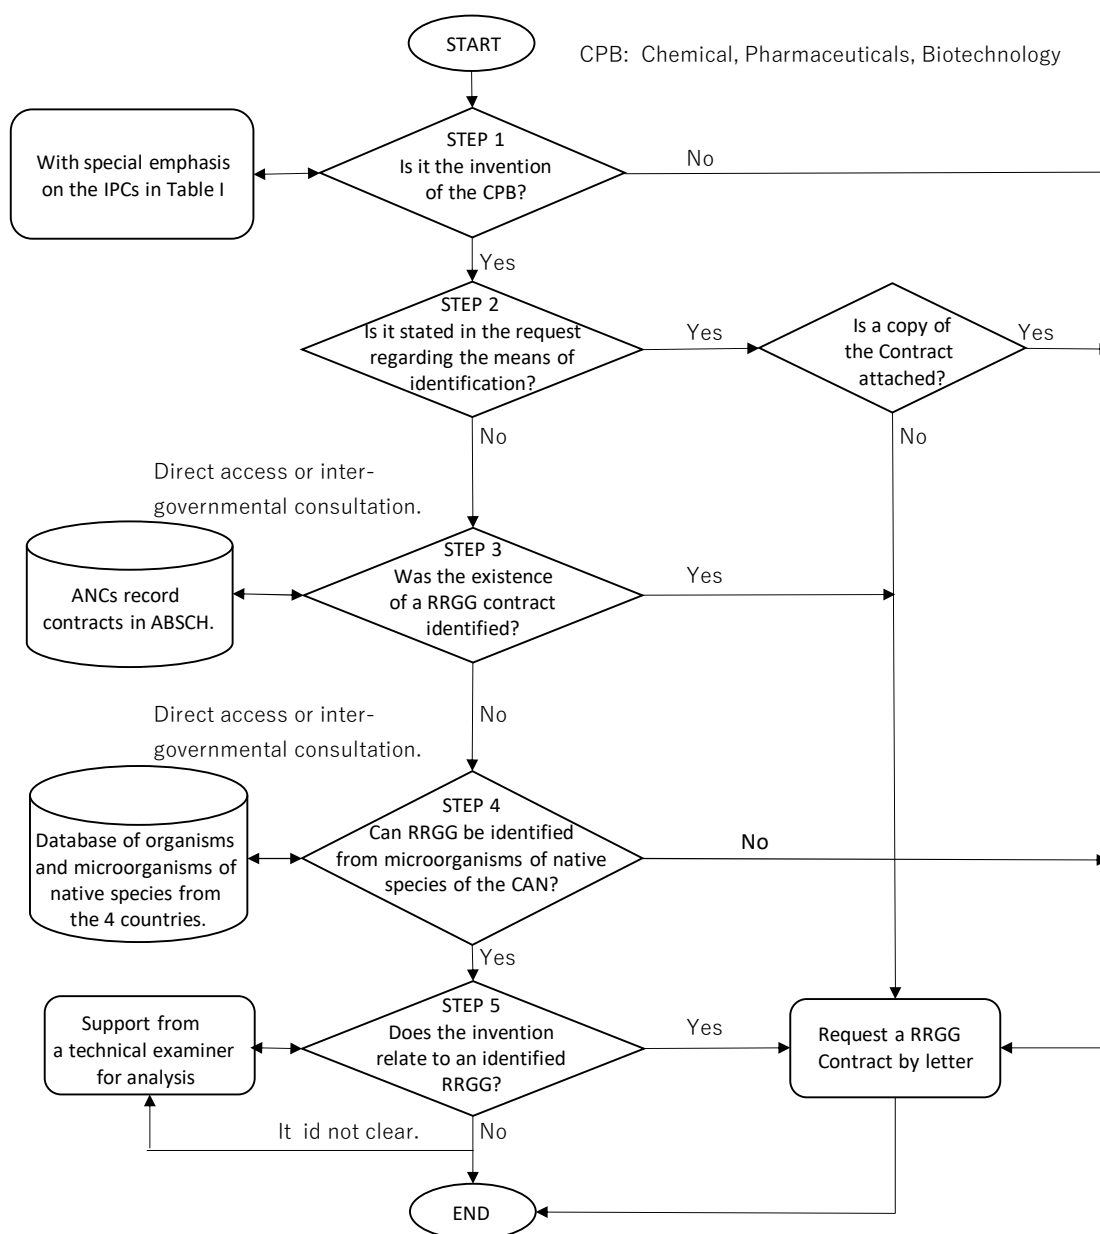 START
CPB: Chemical, Pharmaceuticals, Biotechnology
With special emphasis
on the IPCs in Table I
STEP 1
Is it the invention
of the CPB?
No
Yes
STEP 2
Is it stated in the request
regarding the means of
identification?
Yes
Is a copy of
the Contract
attached?
Yes
No
No
Direct access or inter-
governmental consultation.
ANCs record
contracts in ABSCH.
STEP 3
Was the existence
of a RRGG contract
identified?
Yes
No
Direct access or inter-
governmental consultation.
Database of organisms
and microorganisms of
native species from
the 4 countries.
STEP 4
Can RRGG be identified
from microorganisms of native
species of the CAN?
No
Yes
Support from
a technical examiner
for analysis
STEP 5
Does the invention
relate to an identified
RRGG?
Yes
Request a RRGG
Contract by letter
It id not clear.
No
END